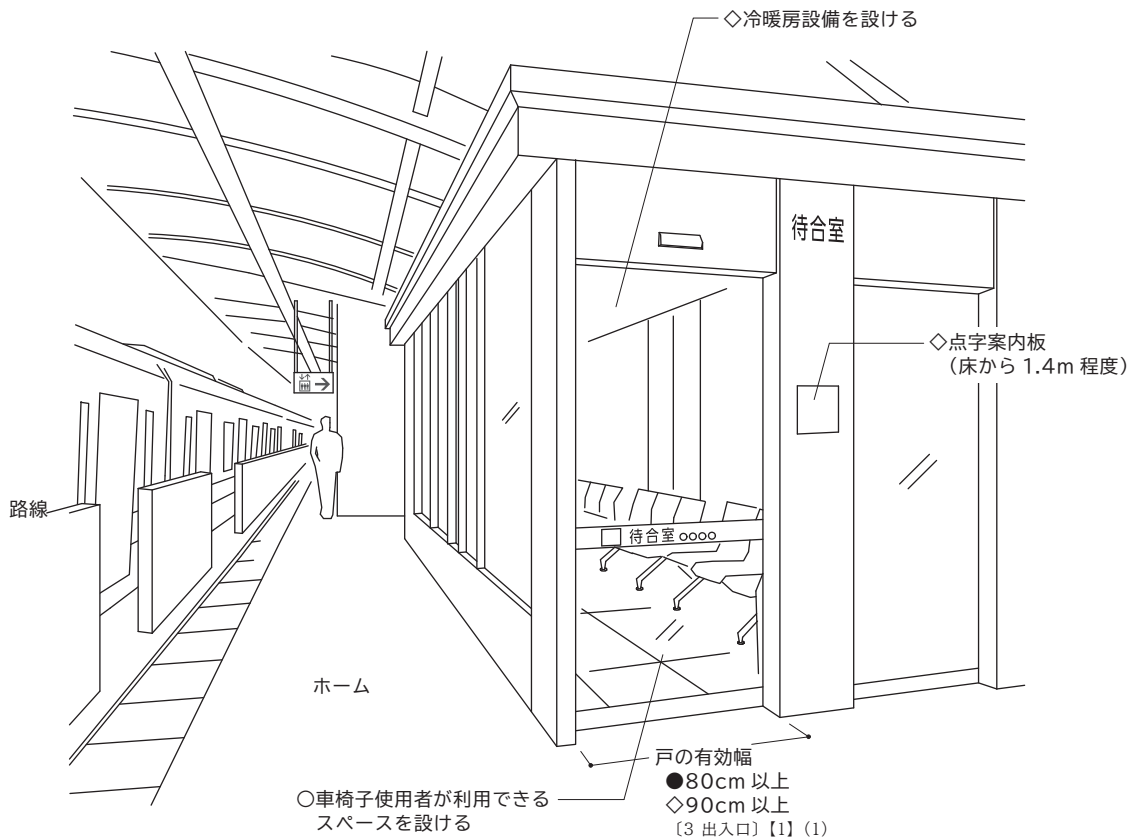 ◇冷暖房設備を設ける
待合室
◇点字案内板
（床から 1.4m 程度）
待合室 ○○○○
路線
ホーム
戸の有効幅
●80cm 以上
◇90cm 以上
〔3 出入口〕【1】(1)
○車椅子使用者が利用できる
スペースを設ける